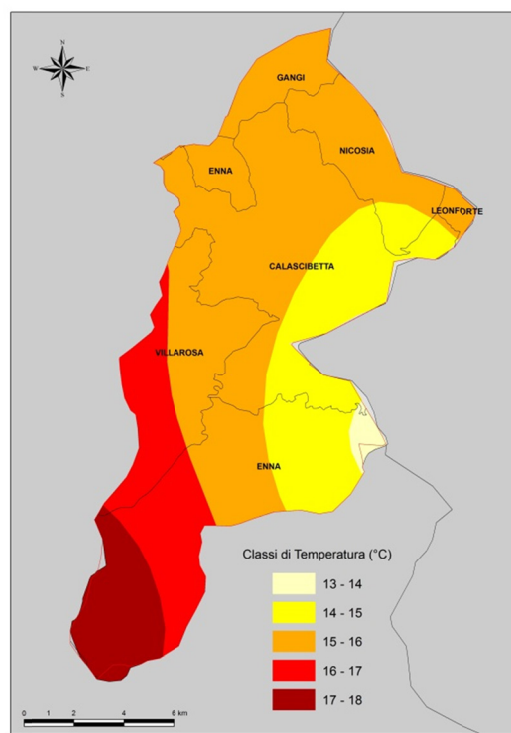 N
W E
S
GANGI
NICOSIA
ENNA
LEONFORTE
CALASCIBETTA
VILLAROSA
ENNA
Classi di Temperatura (°C)
13 - 14
14 - 15
15 - 16
16 - 17
17 - 18
0 2 4 6 km